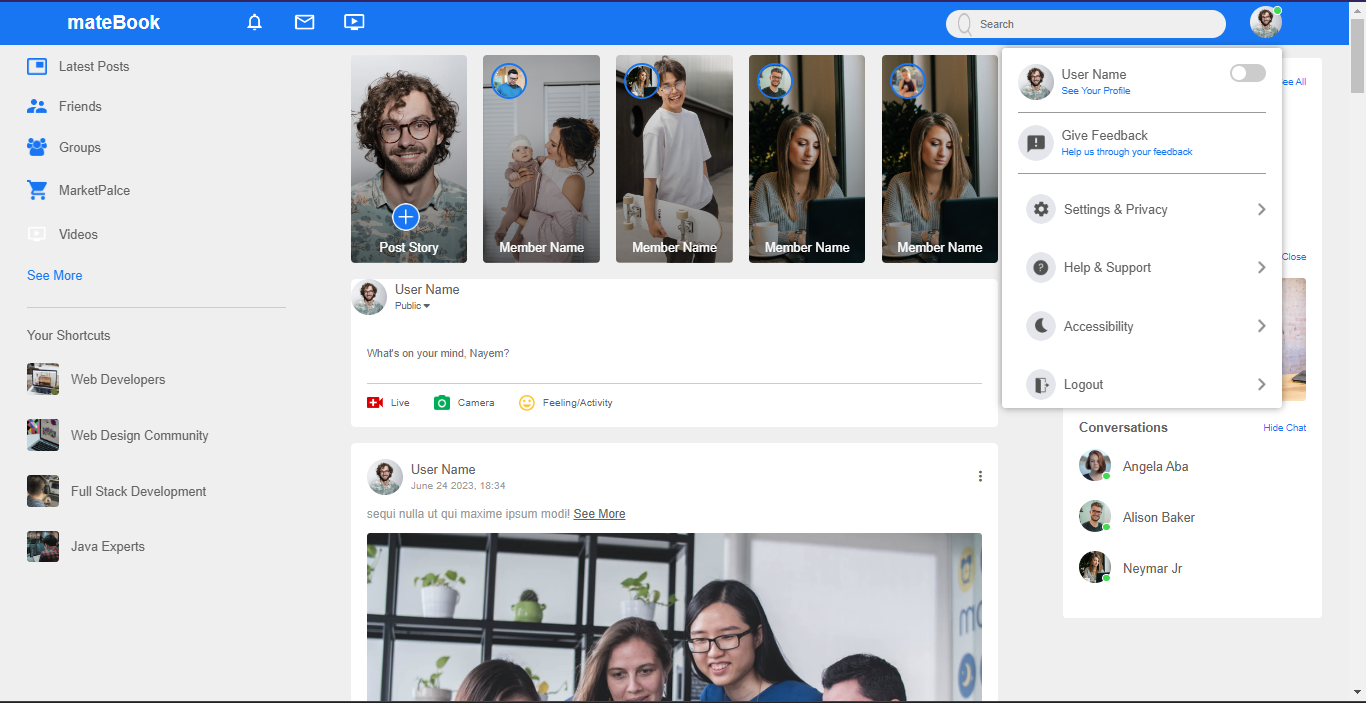 mateBook
Search
Latest Posts
Friends
Groups
MarketPalce
Videos
See More
Your Shortcuts
Web Developers
Web Design Community
Full Stack Development
Java Experts
Post Story
Member Name
Member Name
Member Name
Member Name
User Name
Public
What's on your mind, Nayem?
Live
Camera
Feeling/Activity
User Name
June 24 2023, 18:34
sequi nulla ut qui maxime ipsum modi! See More
User Name
See Your Profile
Give Feedback
Help us through your feedback
Settings & Privacy
Help & Support
Accessibility
Logout
ee All
Close
Conversations
Hide Chat
Angela Aba
Alison Baker
Neymar Jr